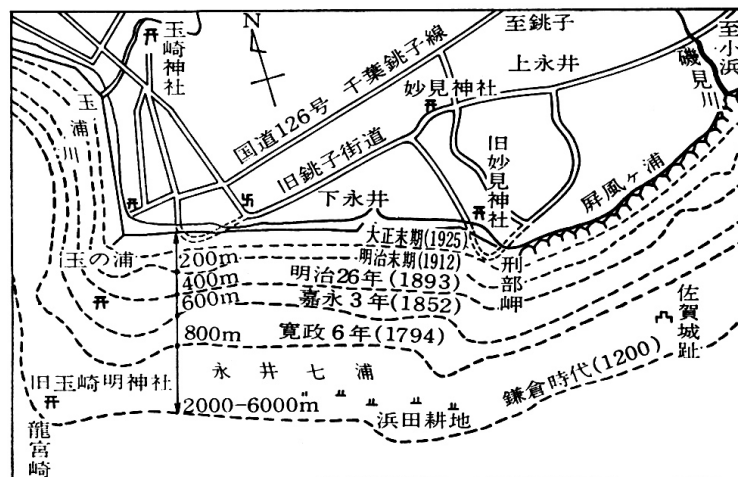 玉崎神社
N
国道126号 千葉銚子線
至銚子
至小浜
上永井
妙見神社
磯見川
玉浦川
旧銚子街道
旧妙見神社
屏風ヶ浦
下永井
大正末期(1925)
玉の浦
200m
明治末期(1912)
刑部岬
400m
明治26年(1893)
600m
嘉永3年(1852)
佐賀城趾
800m
寛政6年(1794)
永井七浦
旧玉崎明神社
2000-6000m
浜田耕地
鎌倉時代(1200)
龍宮崎